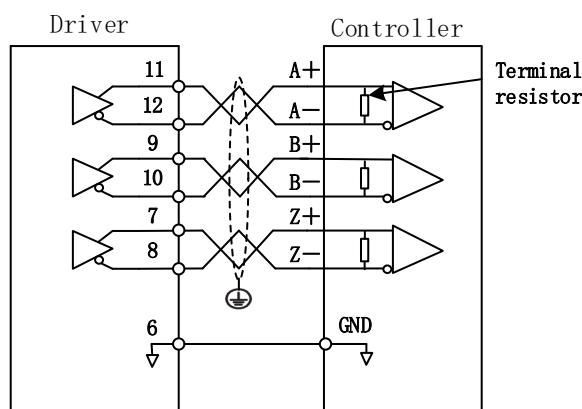 Driver
Controller
11
A+
Terminal
resistor
12
A-
9
B+
10
B-
7
Z+
8
Z-
6
GND